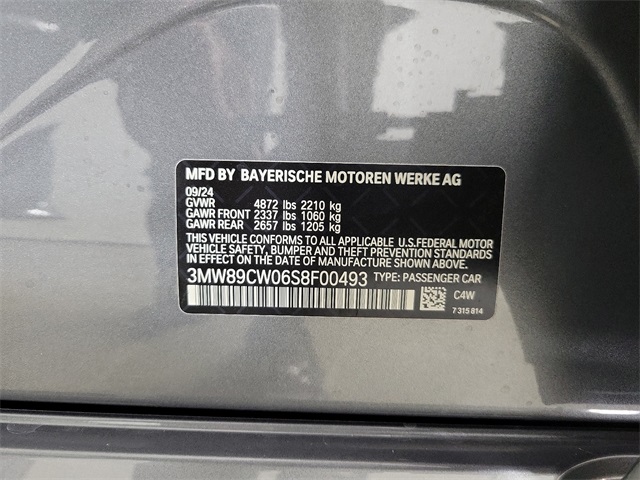 MFD BY BAYERISCHE MOTOREN WERKE AG
09/24
GVWR 4872 lbs 2210 kg
GAWR FRONT 2337 lbs 1060 kg
GAWR REAR 2657 lbs 1205 kg
THIS VEHICLE CONFORMS TO ALL APPLICABLE U.S.FEDERAL MOTOR
VEHICLE SAFETY, BUMPER, AND THEFT PREVENTION STANDARDS
IN EFFECT ON THE DATE OF MANUFACTURE SHOWN ABOVE.
3MW89CW06S8F00493 TYPE: PASSENGER CAR
C4W
7 315 814